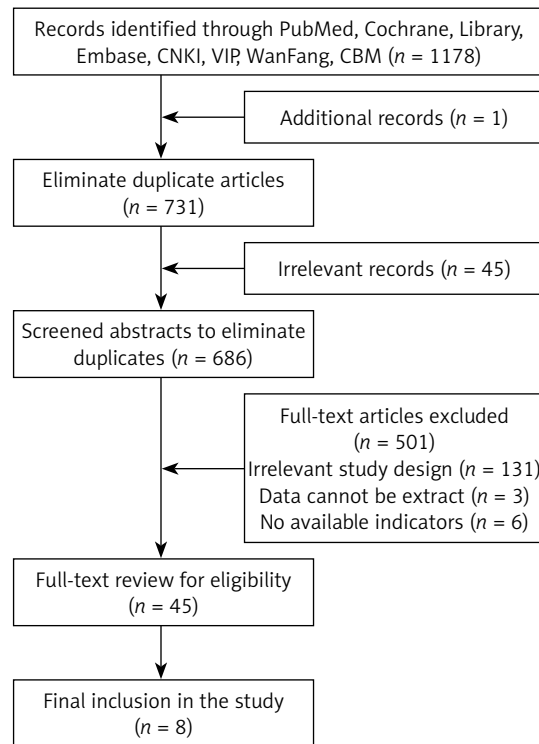 Records identified through PubMed, Cochrane, Library,
Embase, CNKI, VIP, WanFang, CBM (n = 1178)
Additional records (n = 1)
Eliminate duplicate articles
(n = 731)
Irrelevant records (n = 45)
Screened abstracts to eliminate
duplicates (n = 686)
Full-text articles excluded
(n = 501)
Irrelevant study design (n = 131)
Data cannot be extract (n = 3)
No available indicators (n = 6)
Full-text review for eligibility
(n = 45)
Final inclusion in the study
(n = 8)